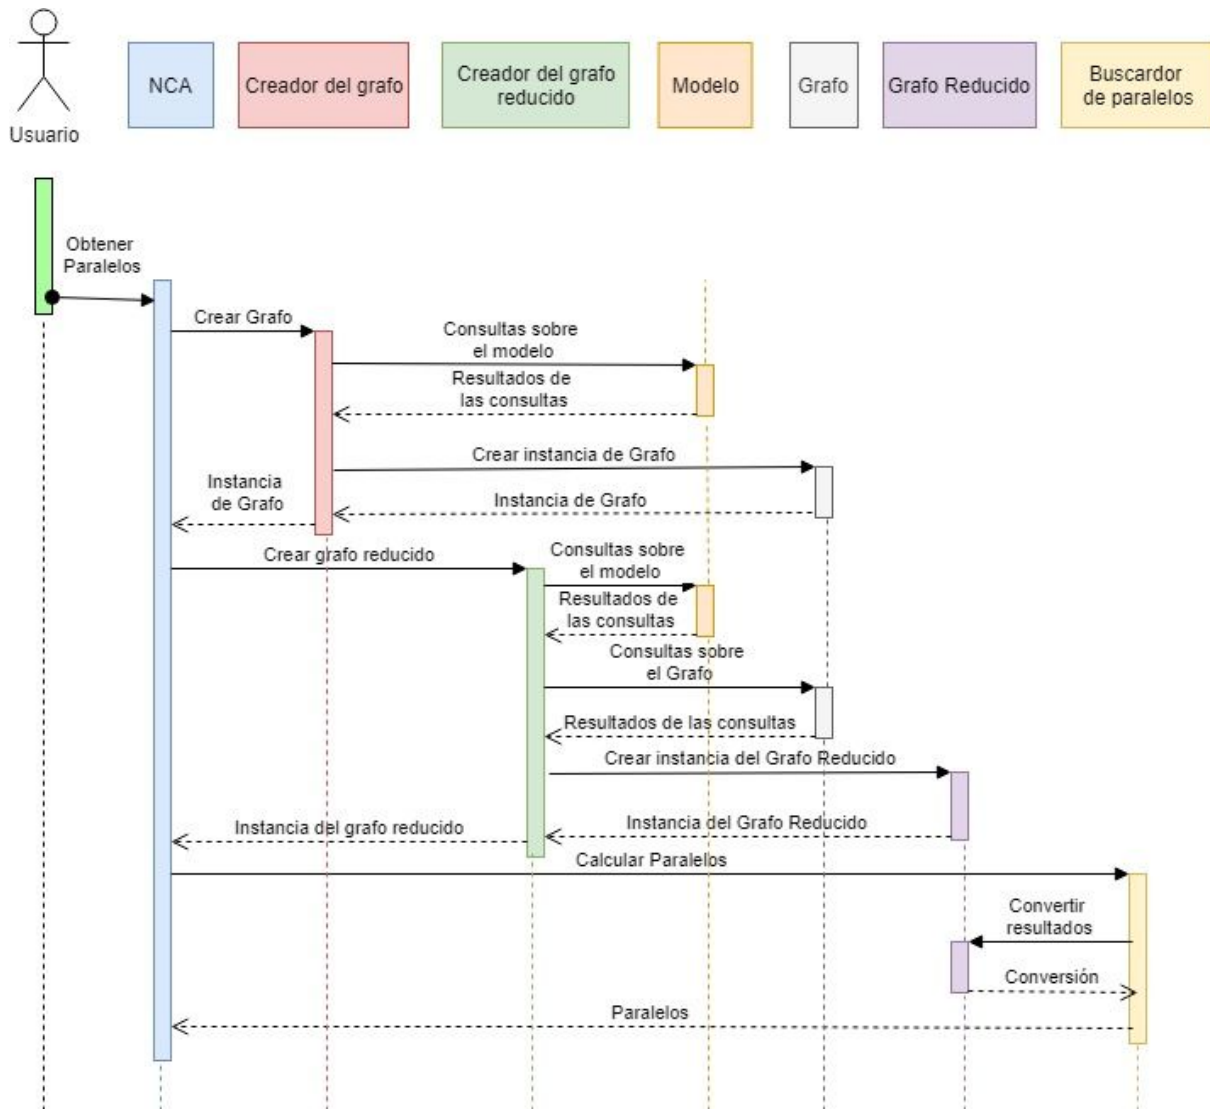 Usuario
NCA
Creador del grafo
Creador del grafo
reducido
Modelo
Grafo
Grafo Reducido
Buscardor
de paralelos
Obtener
Paralelos
Crear Grafo
Consultas sobre
el modelo
Resultados de
las consultas
Crear instancia de Grafo
Instancia
de Grafo
Instancia de Grafo
Crear grafo reducido
Consultas sobre
el modelo
Resultados de
las consultas
Consultas sobre
el Grafo
Resultados de las consultas
Crear instancia del Grafo Reducido
Instancia del Grafo Reducido
Instancia del grafo reducido
Calcular Paralelos
Convertir
resultados
Conversión
Paralelos